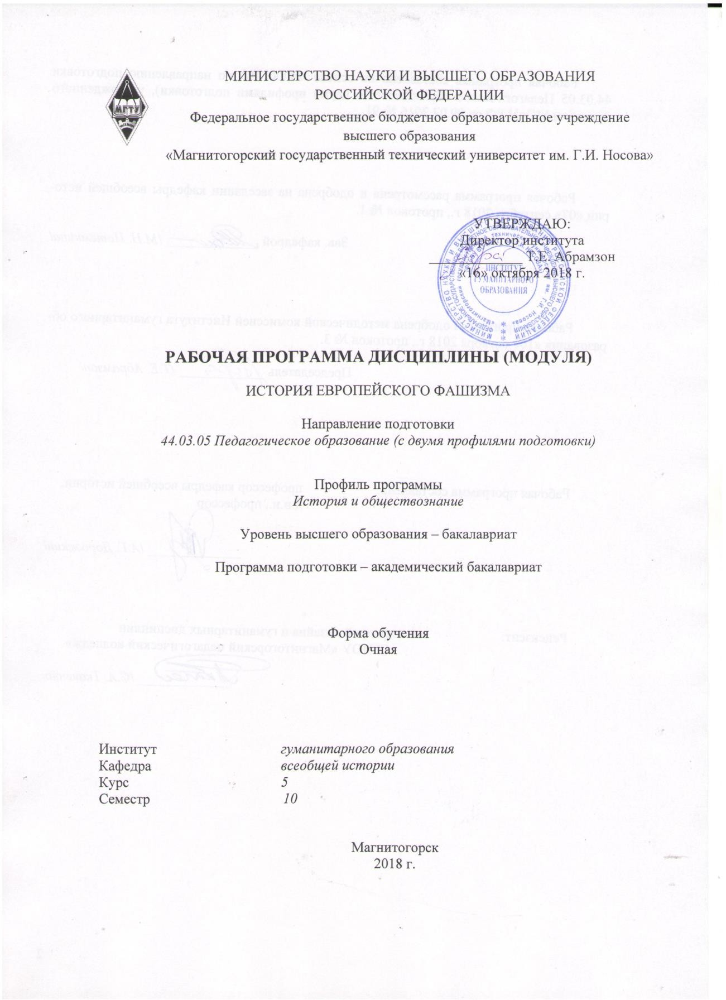 МГТУ
МИНИСТЕРСТВО НАУКИ И ВЫСШЕГО ОБРАЗОВАНИЯ
РОССИЙСКОЙ ФЕДЕРАЦИИ
Федеральное государственное бюджетное образовательное учреждение
высшего образования
«Магнитогорский государственный технический университет им. Г.И. Носова»
УТВЕРЖДАЮ:
Директор института
Т.Е. Абрамзон
«16» октября 2018 г.
ИНСТИТУТ
ГУМАНИТАРНОГО
ОБРАЗОВАНИЯ
РАБОЧАЯ ПРОГРАММА ДИСЦИПЛИНЫ (МОДУЛЯ)
ИСТОРИЯ ЕВРОПЕЙСКОГО ФАШИЗМА
Направление подготовки
44.03.05 Педагогическое образование (с двумя профилями подготовки)
Профиль программы
История и обществознание
Уровень высшего образования – бакалавриат
Программа подготовки – академический бакалавриат
Форма обучения
Очная
Институт гуманитарного образования
Кафедра всеобщей истории
Курс 5
Семестр 10
Магнитогорск
2018 г.